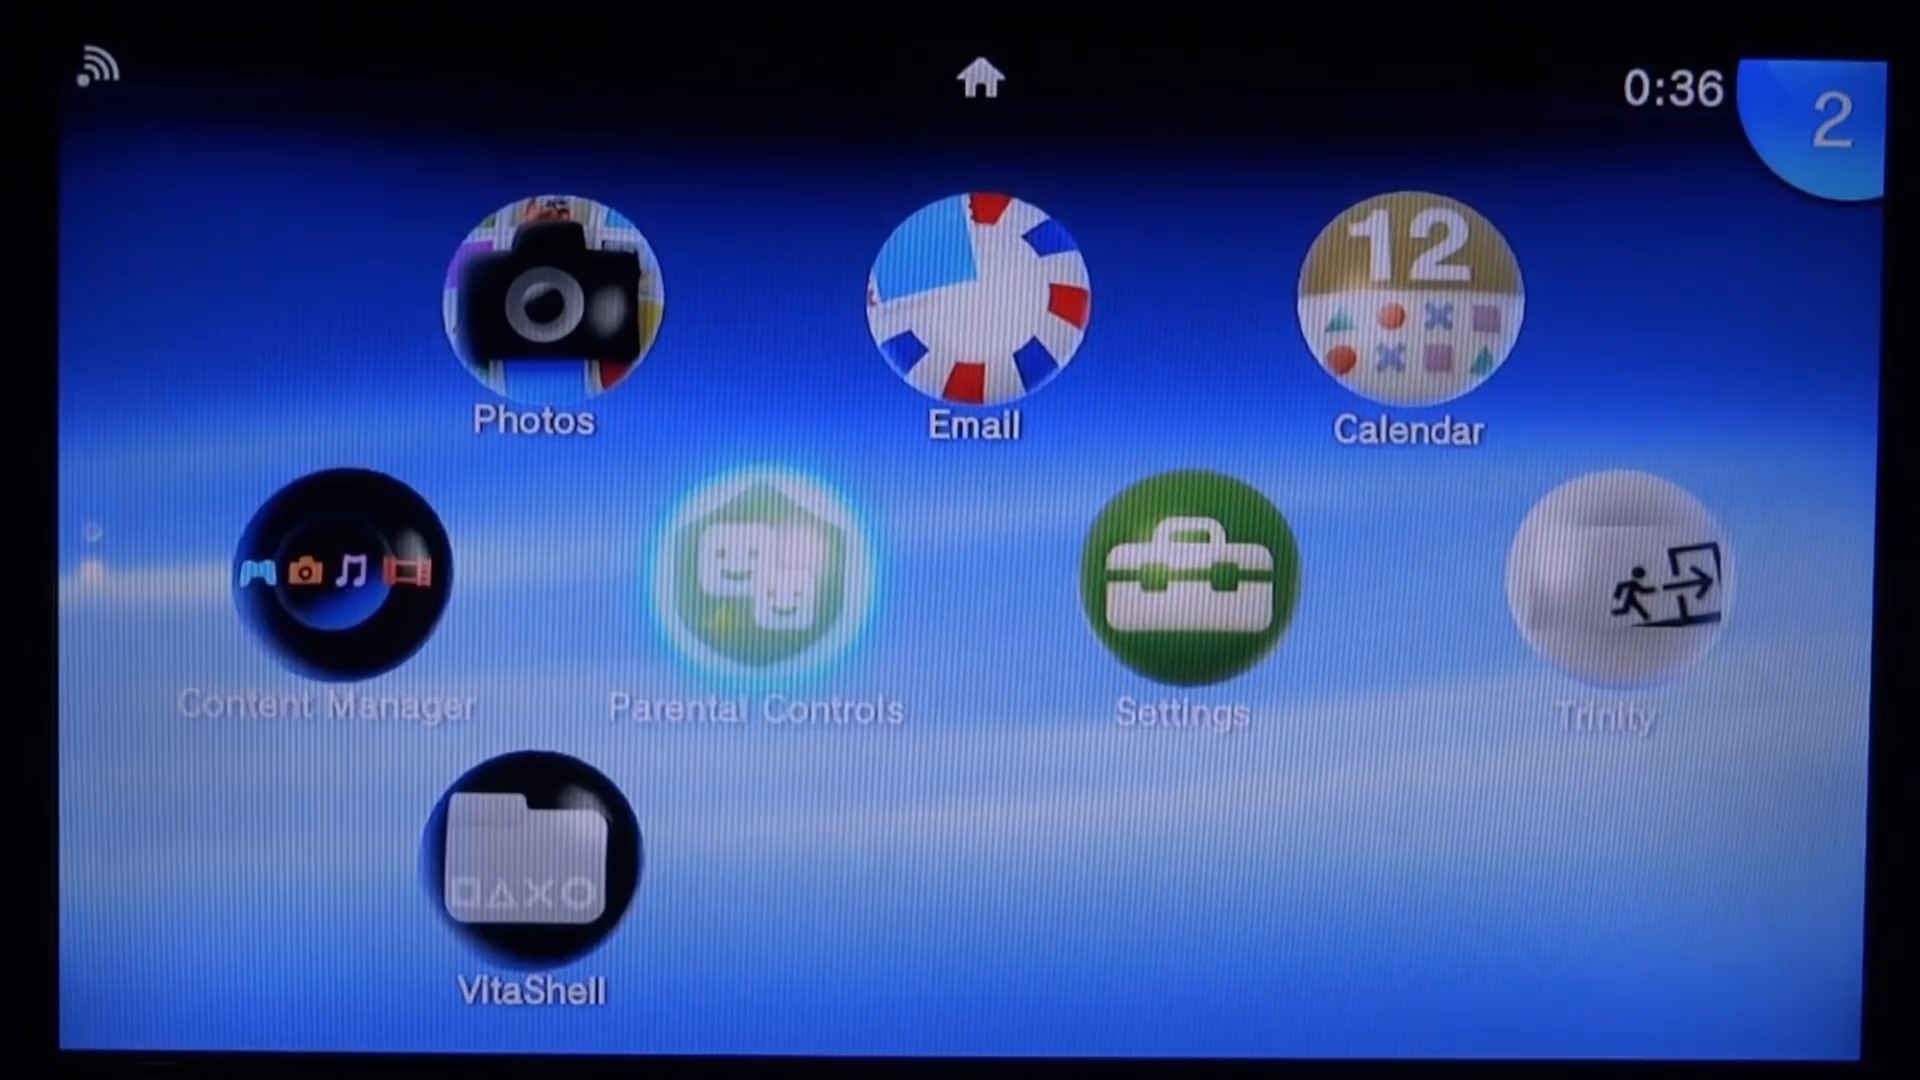 0:36
2
12
Photos
Email
Calendar
Content Manager
Parental Controls
Settings
Trinity
VitaShell